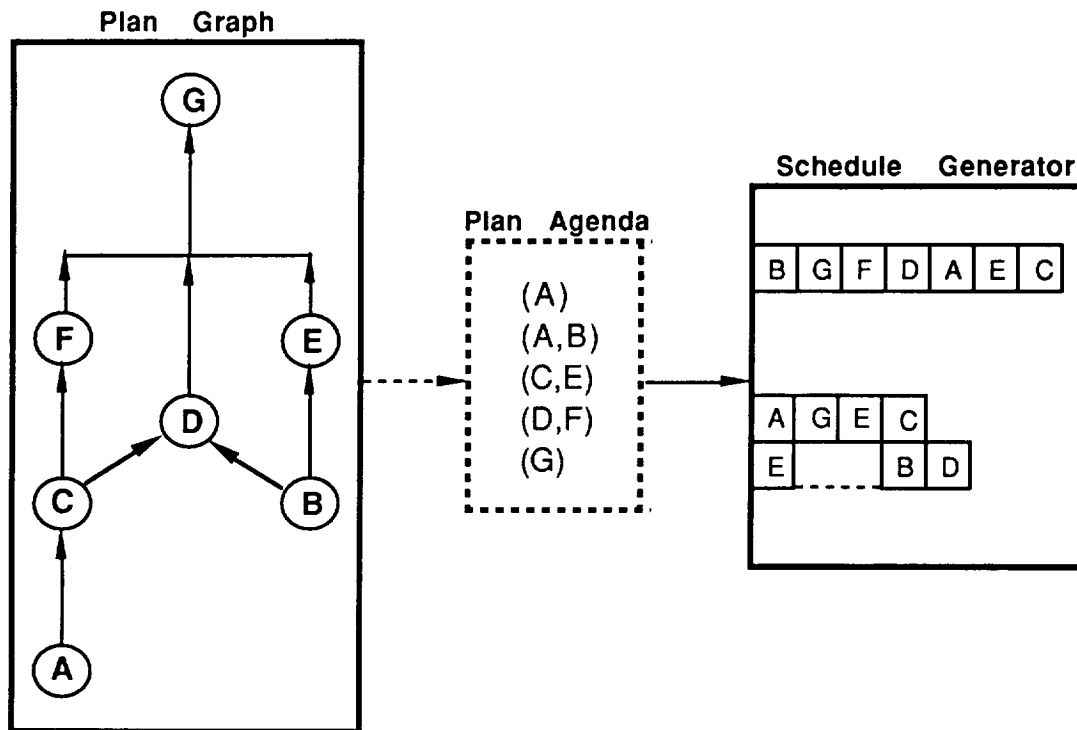 Plan Graph
G
F
E
D
C
B
A
Plan Agenda
(A)
(A,B)
(C,E)
(D,F)
(G)
Schedule Generator
B G F D A E C
A G E C
E B D